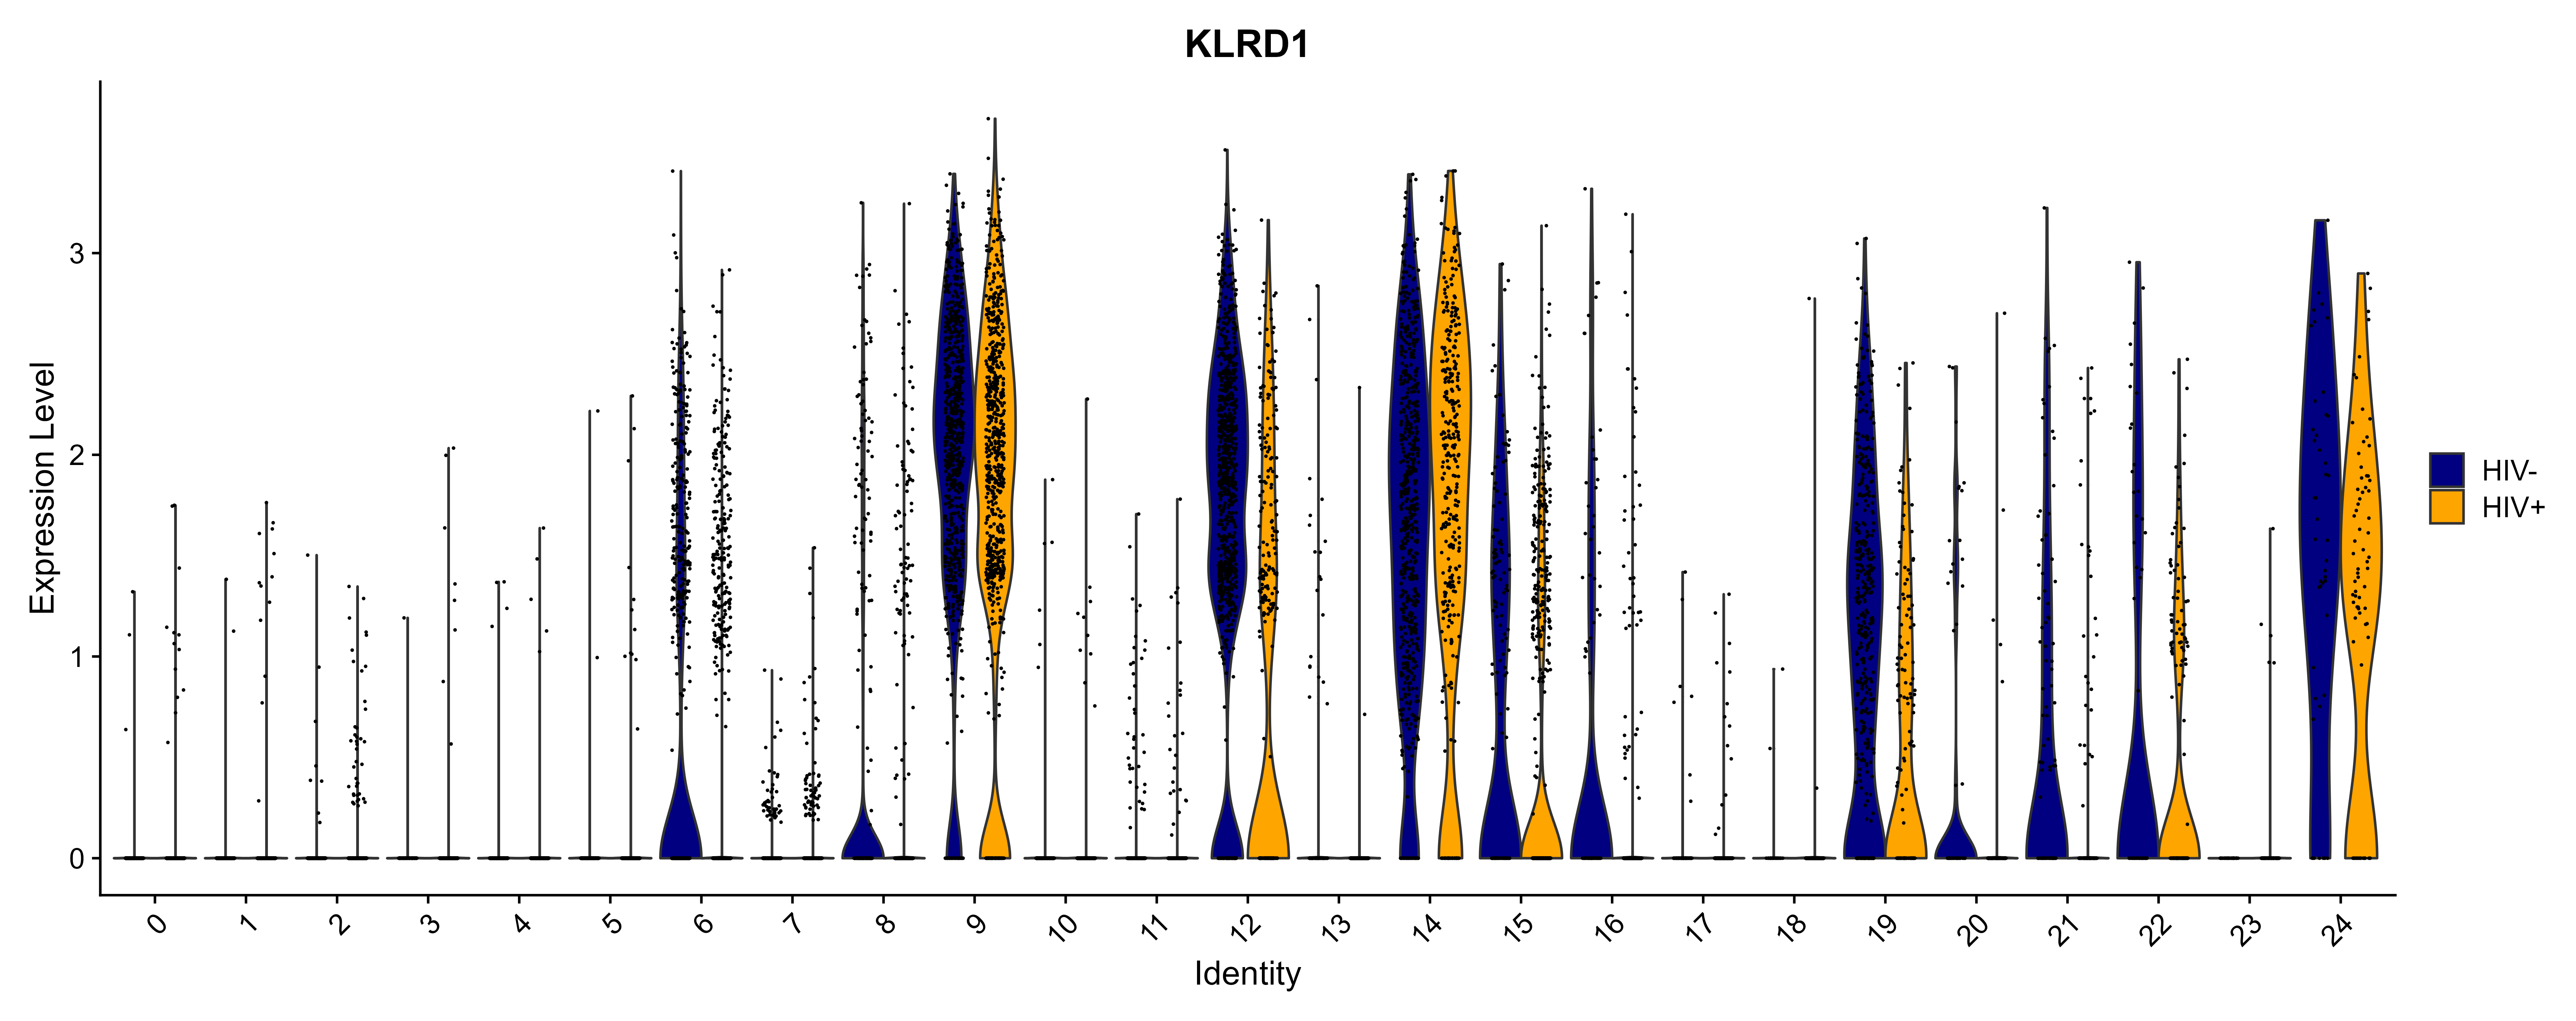 KLRD1
Expression Level
3
2
1
0
0 1 2 3 4 5 6 7 8 9 10 11 12 13 14 15 16 17 18 19 20 21 22 23 24
Identity
HIV-
HIV+